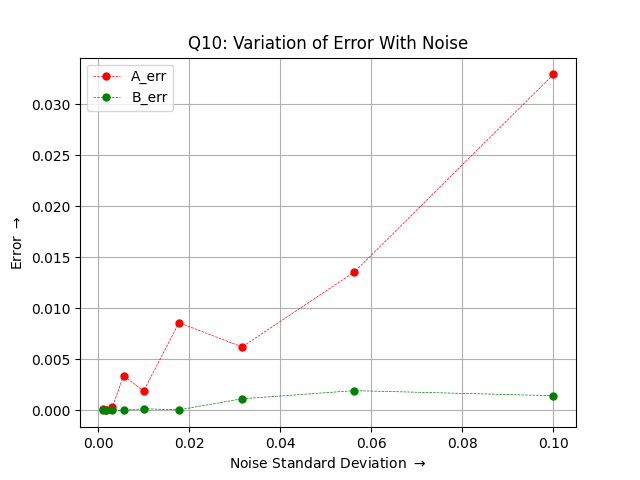 Q10: Variation of Error With Noise
A_err
B_err
0.030
0.025
0.020
0.015
0.010
0.005
0.000
Error →
0.00 0.02 0.04 0.06 0.08 0.10
Noise Standard Deviation →